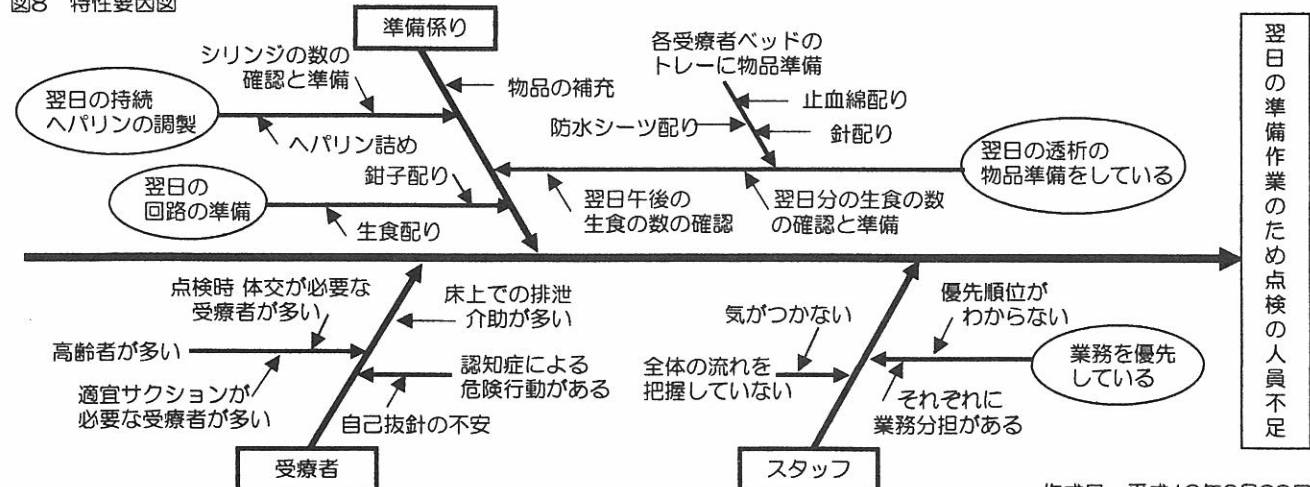 図8　特性要因図
準備係り
シリンジの数の
確認と準備
翌日の持続
ヘパリンの調製
ヘパリン詰め
物品の補充
各受療者ベッドの
トレーに物品準備
止血綿配り
防水シーツ配り
針配り
翌日の透析の
物品準備をしている
翌日の
回路の準備
鉗子配り
生食配り
翌日午後の
生食の数の確認
翌日分の生食の数
の確認と準備
翌日の準備作業のため点検の人員不足
点検時 体交が必要な
受療者が多い
高齢者が多い
適宜サクションが
必要な受療者が多い
床上での排泄
介助が多い
認知症による
危険行動がある
自己抜針の不安
受療者
気がつかない
全体の流れを
把握していない
優先順位が
わからない
業務を優先
している
それぞれに
業務分担がある
スタッフ